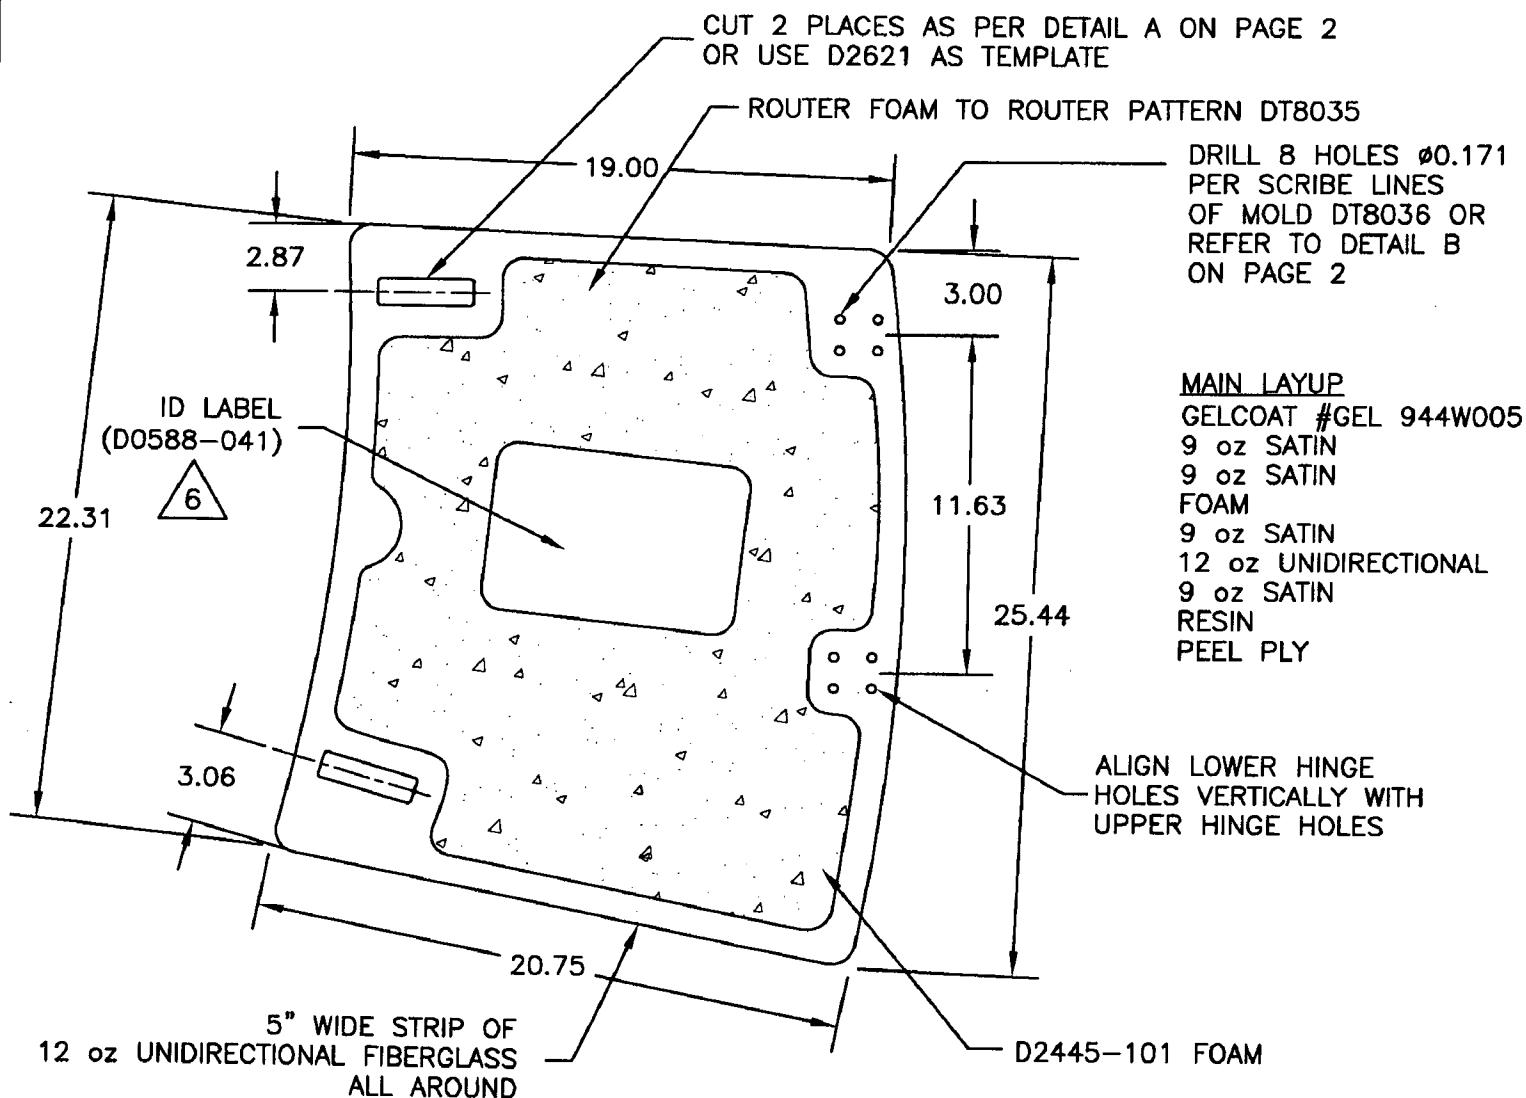 CUT 2 PLACES AS PER DETAIL A ON PAGE 2
OR USE D2621 AS TEMPLATE
ROUTER FOAM TO ROUTER PATTERN DT8035
DRILL 8 HOLES ø0.171
PER SCRIBE LINES
OF MOLD DT8036 OR
REFER TO DETAIL B
ON PAGE 2
19.00
2.87
3.00
MAIN LAYUP
GELCOAT #GEL 944W005
9 oz SATIN
9 oz SATIN
FOAM
9 oz SATIN
12 oz UNIDIRECTIONAL
9 oz SATIN
RESIN
PEEL PLY
ID LABEL
(D0588-041)
6
22.31
11.63
25.44
3.06
ALIGN LOWER HINGE
HOLES VERTICALLY WITH
UPPER HINGE HOLES
20.75
5" WIDE STRIP OF
12 oz UNIDIRECTIONAL FIBERGLASS
ALL AROUND
D2445-101 FOAM